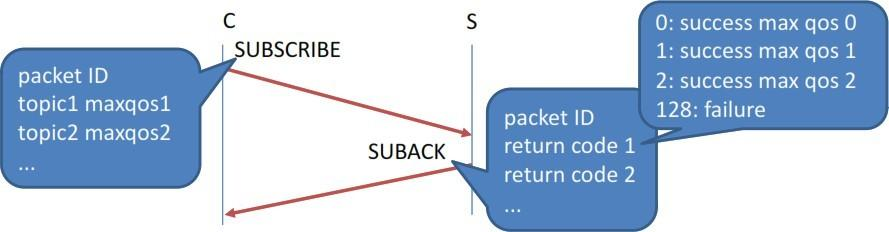 C
S
SUBSCRIBE
packet ID
topic1 maxqos1
topic2 maxqos2
...
SUBACK
packet ID
return code 1
return code 2
...
0: success max qos 0
1: success max qos 1
2: success max qos 2
128: failure